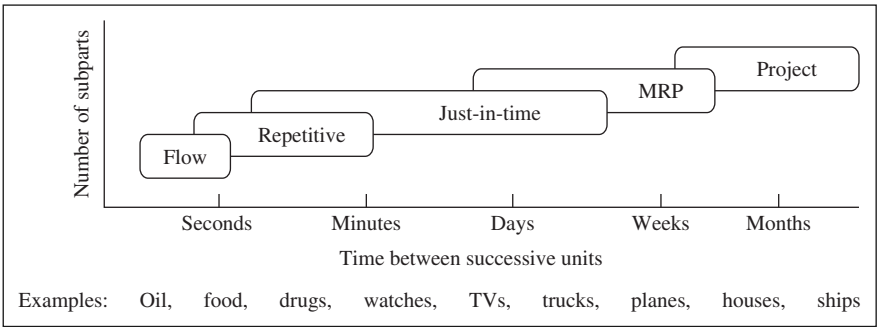 Number of subparts
Project
MRP
Just-in-time
Repetitive
Flow
Seconds Minutes Days Weeks Months
Time between successive units
Examples: Oil, food, drugs, watches, TVs, trucks, planes, houses, ships